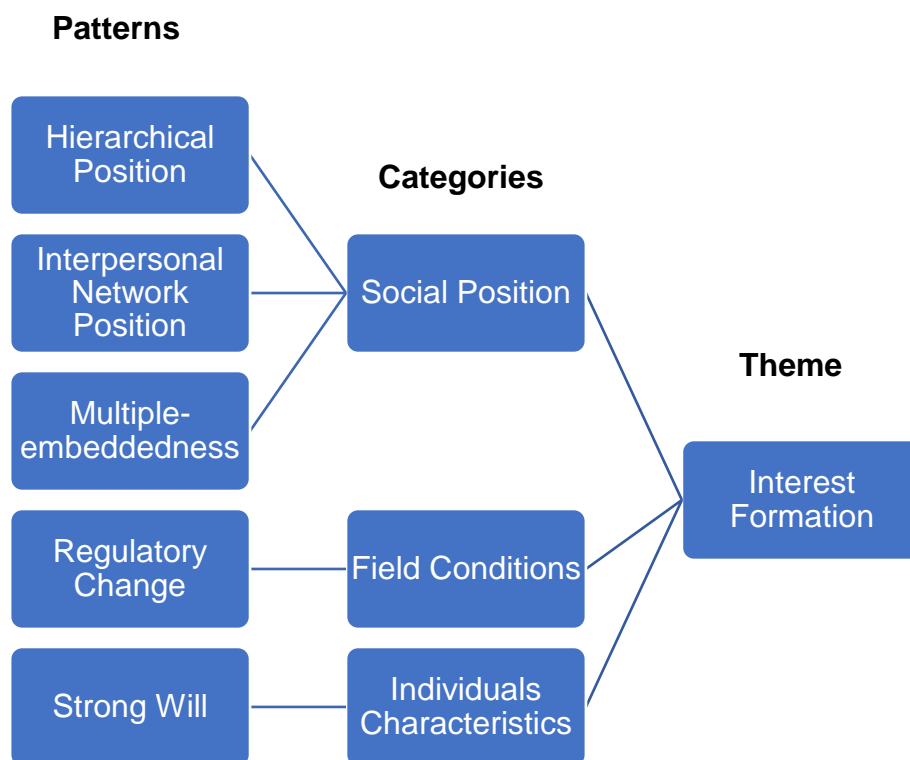 Patterns
Hierarchical
Position
Interpersonal
Network
Position
Multiple-
embeddedness
Regulatory
Change
Strong Will
Categories
Social Position
Field Conditions
Individuals
Characteristics
Theme
Interest
Formation